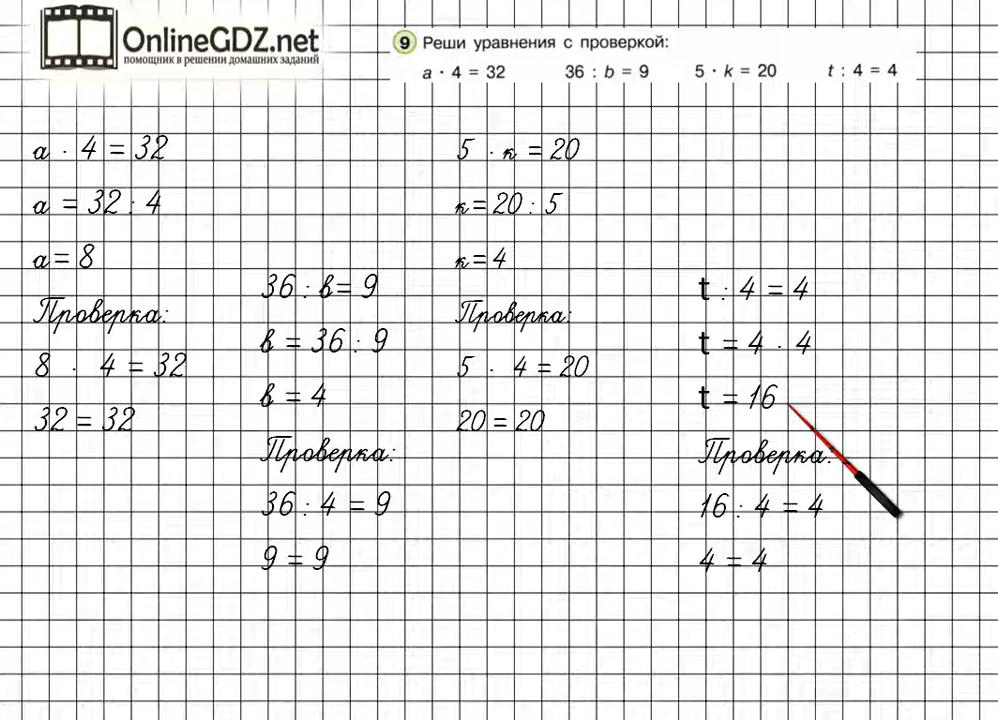 OnlineGDZ.net
помощник в решении домашних заданий
9 Реши уравнения с проверкой:
a · 4 = 32 36 : b = 9 5 · k = 20 t : 4 = 4
а · 4 = 32
а = 32 : 4
а = 8
Проверка:
8 · 4 = 32
32 = 32
36 : в = 9
в = 36 : 9
в = 4
Проверка:
36 : 4 = 9
9 = 9
5 · к = 20
к = 20 : 5
к = 4
Проверка:
5 · 4 = 20
20 = 20
t : 4 = 4
t = 4 · 4
t = 16
Проверка:
16 : 4 = 4
4 = 4